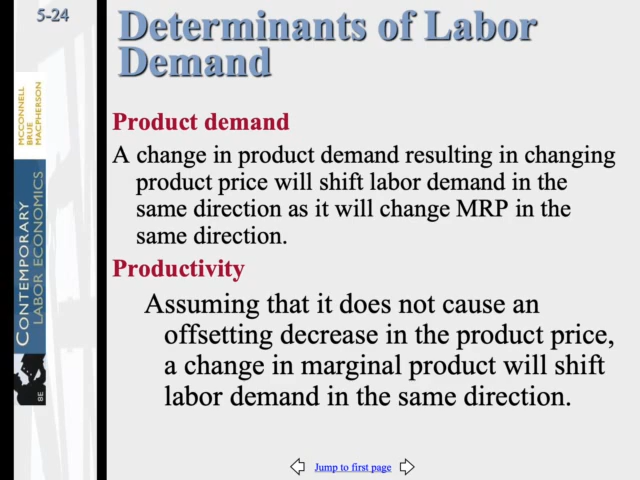 5-24
Determinants of Labor
Demand
MCCONNELL
BRUE
MACPHERSON
CONTEMPORARY
LABOR ECONOMICS
8E
Product demand
A change in product demand resulting in changing
product price will shift labor demand in the
same direction as it will change MRP in the
same direction.
Productivity
Assuming that it does not cause an
offsetting decrease in the product price,
a change in marginal product will shift
labor demand in the same direction.
Jump to first page